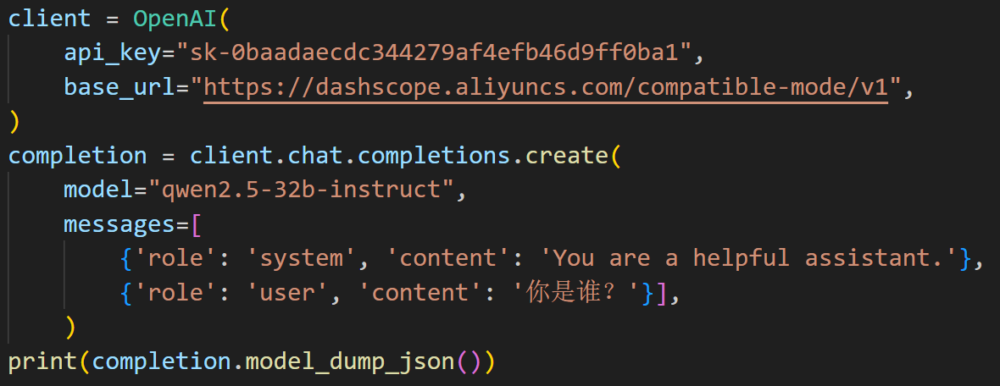 client = OpenAI(
    api_key="sk-0baadaecdc344279af4efb46d9ff0ba1",
    base_url="https://dashscope.aliyuncs.com/compatible-mode/v1",
)
completion = client.chat.completions.create(
    model="qwen2.5-32b-instruct",
    messages=[
        {'role': 'system', 'content': 'You are a helpful assistant.'},
        {'role': 'user', 'content': '你是谁？'}],
    )
print(completion.model_dump_json())